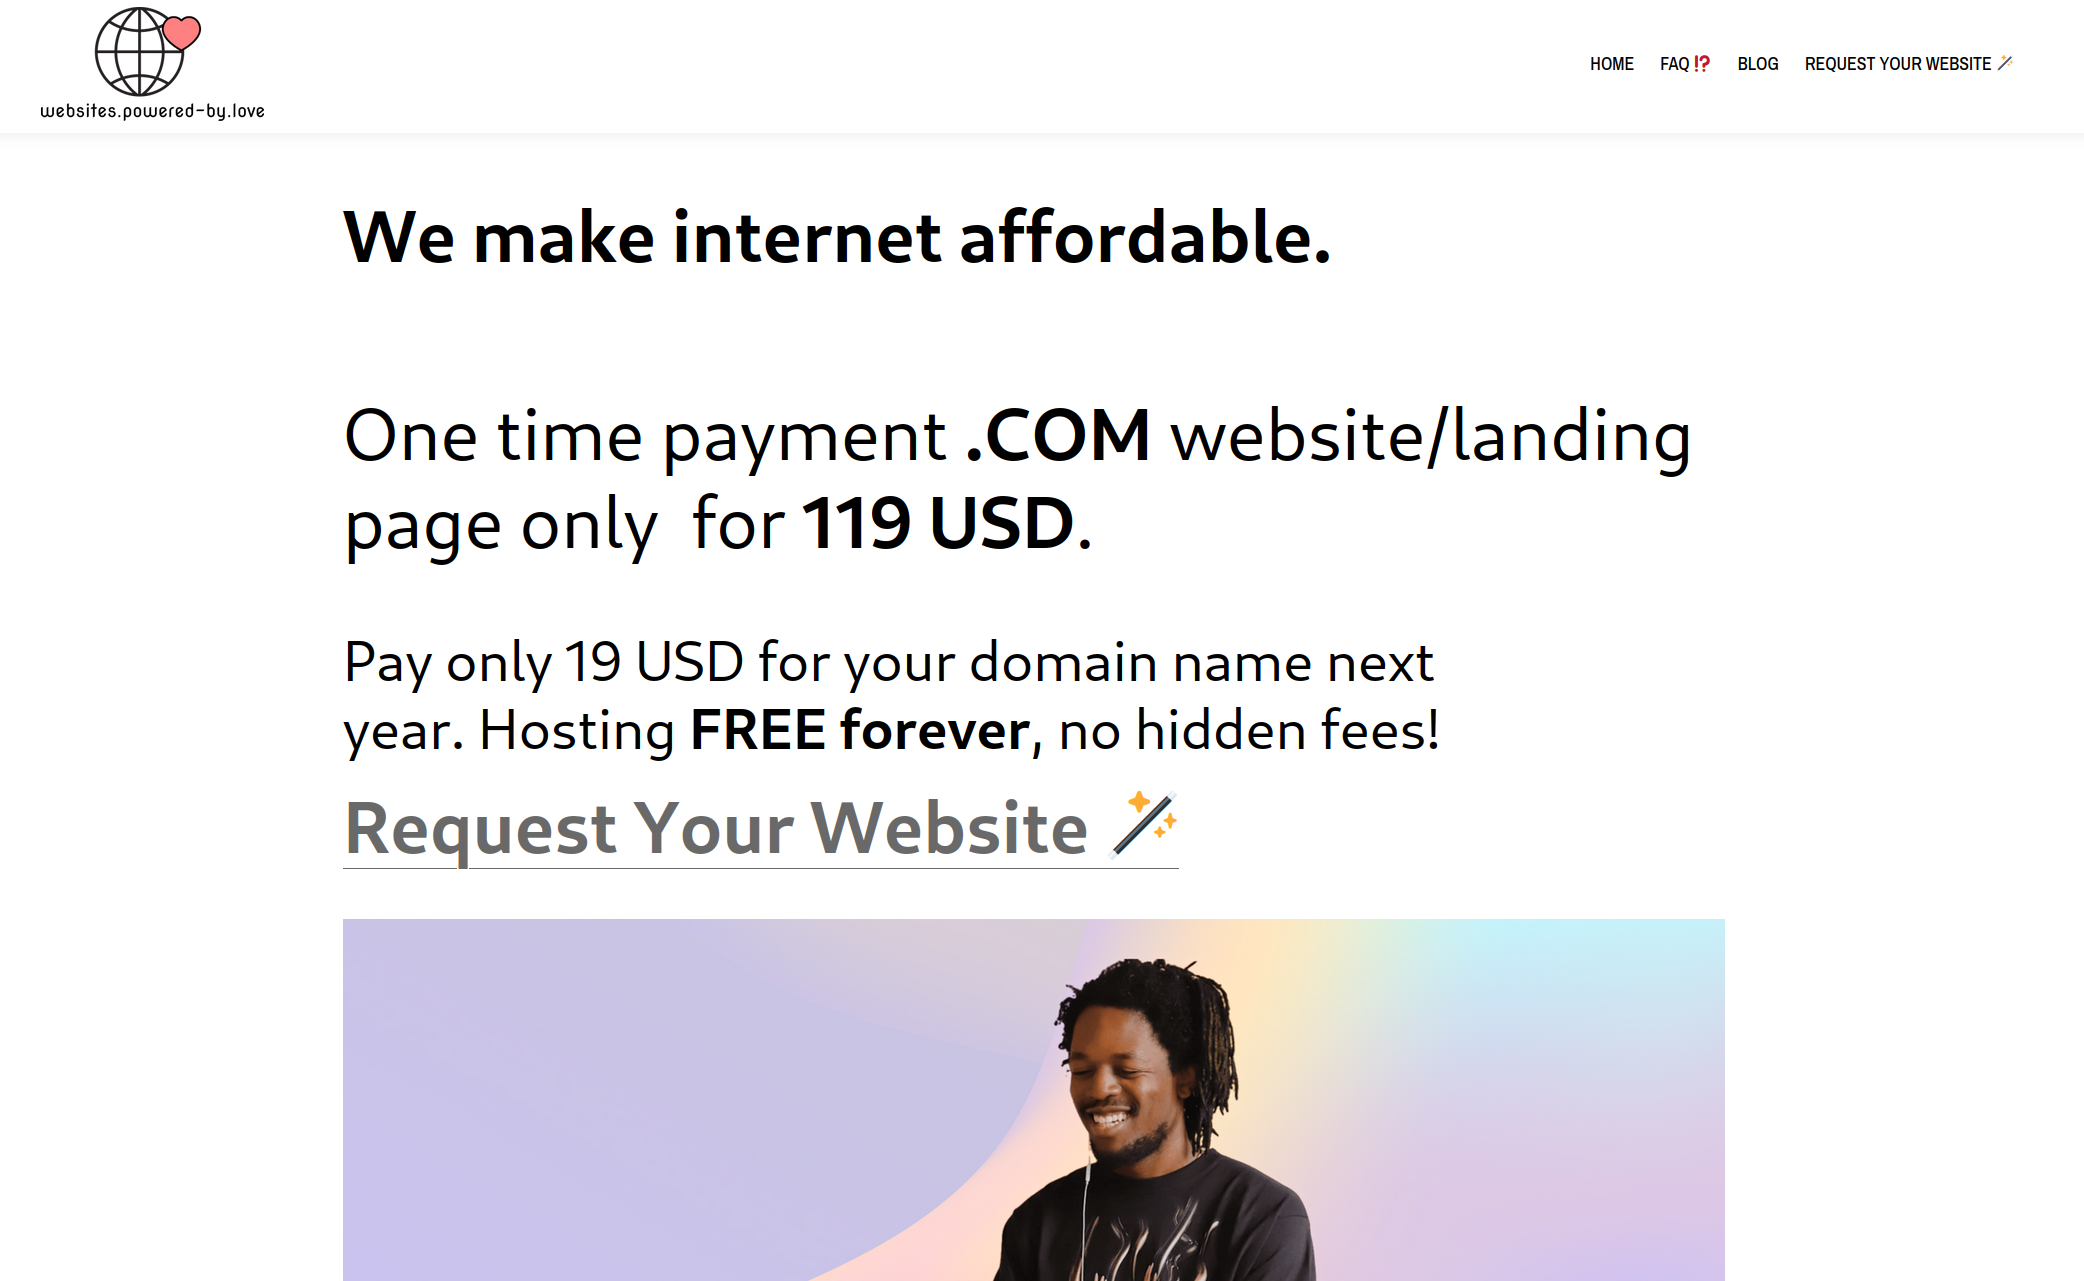 websites.powered-by.love
HOME FAQ⁉️ BLOG REQUEST YOUR WEBSITE 🪄
We make internet affordable.
One time payment .COM website/landing
page only  for 119 USD.
Pay only 19 USD for your domain name next
year. Hosting FREE forever, no hidden fees!
Request Your Website 🪄